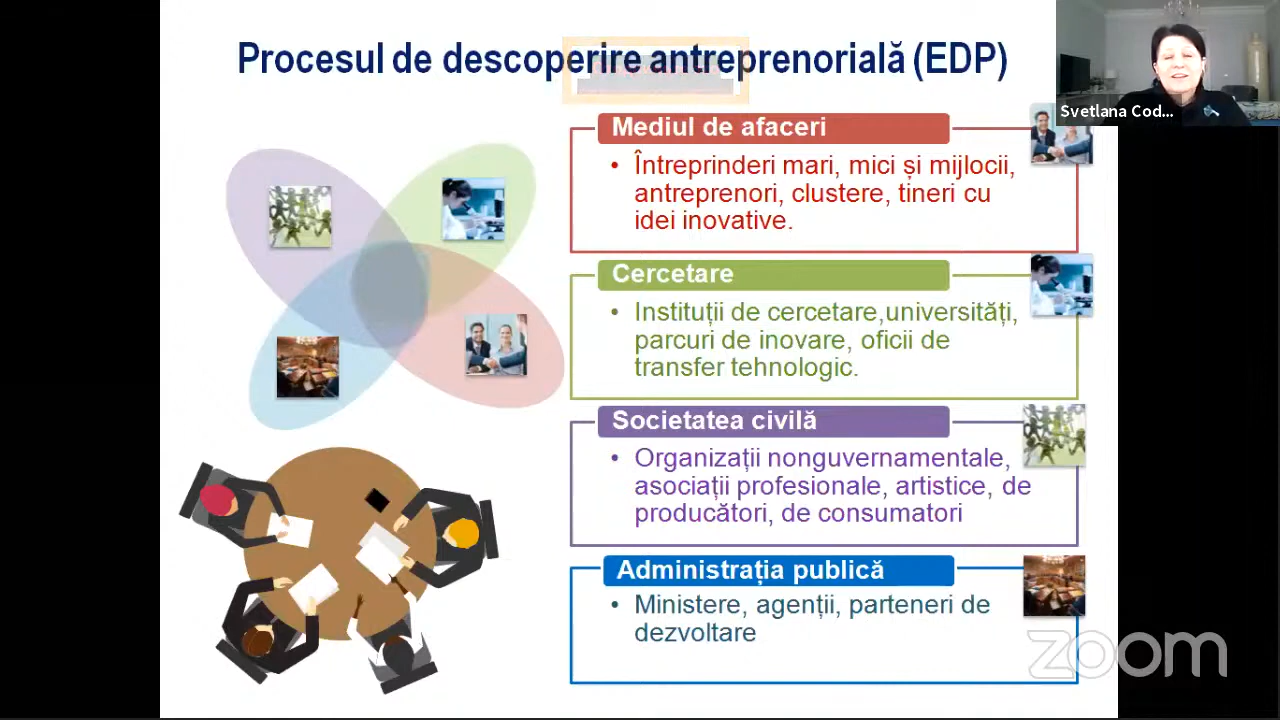 Procesul de descoperire antreprenorială (EDP)
Svetlana Cod...
Mediul de afaceri
• Întreprinderi mari, mici și mijlocii,
antreprenori, clustere, tineri cu
idei inovative.
Cercetare
• Instituții de cercetare,universități,
parcuri de inovare, oficii de
transfer tehnologic.
Societatea civilă
• Organizații nonguvernamentale,
asociații profesionale, artistice, de
producători, de consumatori
Administrația publică
• Ministere, agenții, parteneri de
dezvoltare
zoom